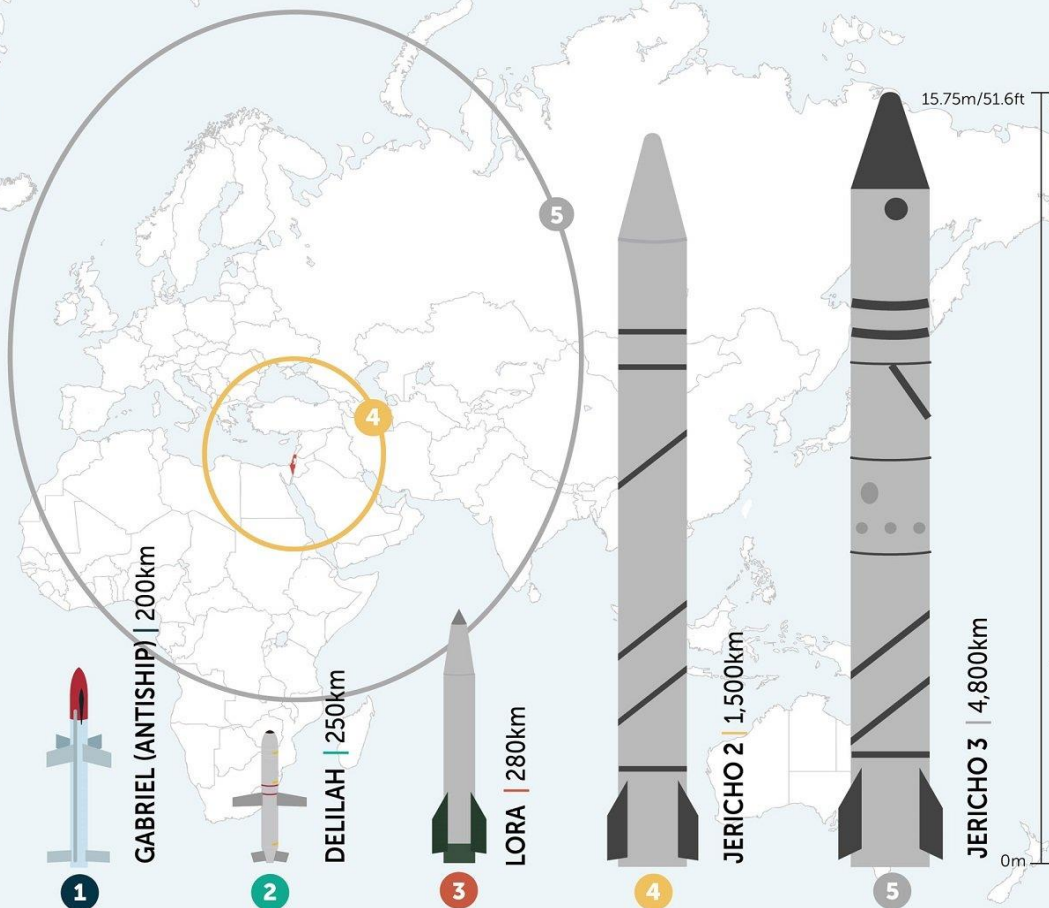 15.75m/51.6ft
5
4
GABRIEL (ANTISHIP) | 200km
DELILAH | 250km
LORA | 280km
JERICHO 2 | 1,500km
JERICHO 3 | 4,800km
0m
1
2
3
4
5